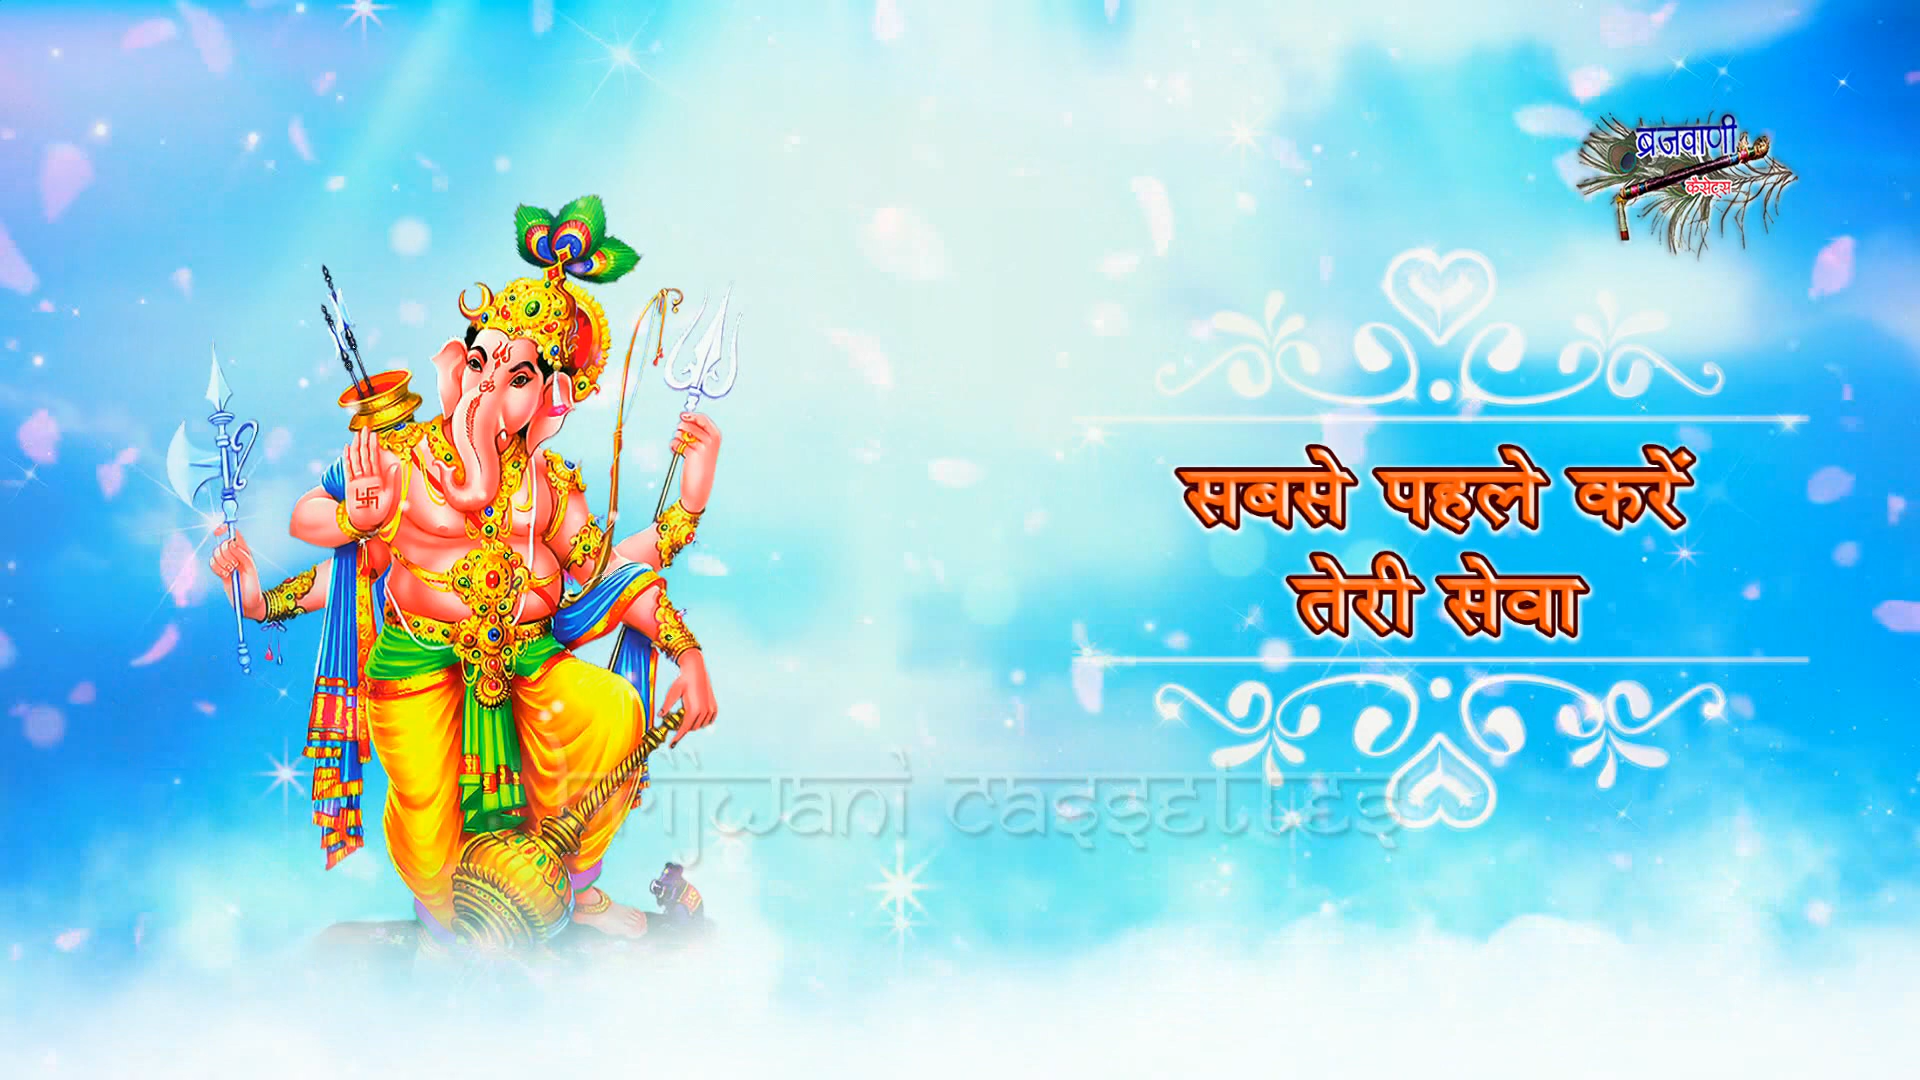 ब्रजवाणी
कैसेट्स
सबसे पहले करें
तेरी सेवा
brijwani cassettes